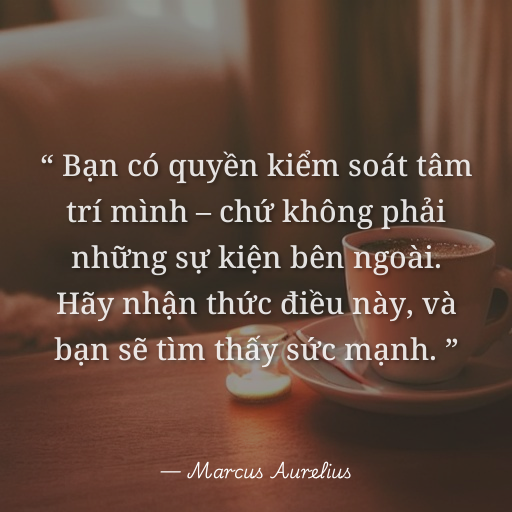 “ Bạn có quyền kiểm soát tâm
trí mình – chứ không phải
những sự kiện bên ngoài.
Hãy nhận thức điều này, và
bạn sẽ tìm thấy sức mạnh. ”
— Marcus Aurelius